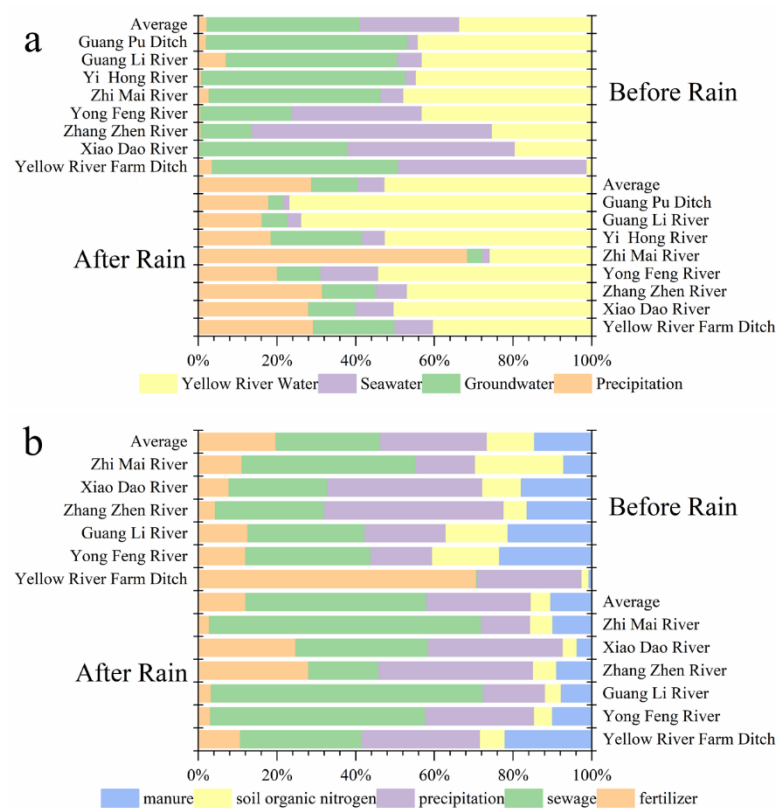 a
Average
Guang Pu Ditch
Guang Li River
Yi Hong River
Zhi Mai River
Yong Feng River
Zhang Zhen River
Xiao Dao River
Yellow River Farm Ditch
Before Rain
After Rain
Average
Guang Pu Ditch
Guang Li River
Yi Hong River
Zhi Mai River
Yong Feng River
Zhang Zhen River
Xiao Dao River
Yellow River Farm Ditch
0% 20% 40% 60% 80% 100%
Yellow River Water Seawater Groundwater Precipitation
b
Average
Zhi Mai River
Xiao Dao River
Zhang Zhen River
Guang Li River
Yong Feng River
Yellow River Farm Ditch
Before Rain
After Rain
Average
Zhi Mai River
Xiao Dao River
Zhang Zhen River
Guang Li River
Yong Feng River
Yellow River Farm Ditch
0% 20% 40% 60% 80% 100%
manure soil organic nitrogen precipitation sewage fertilizer